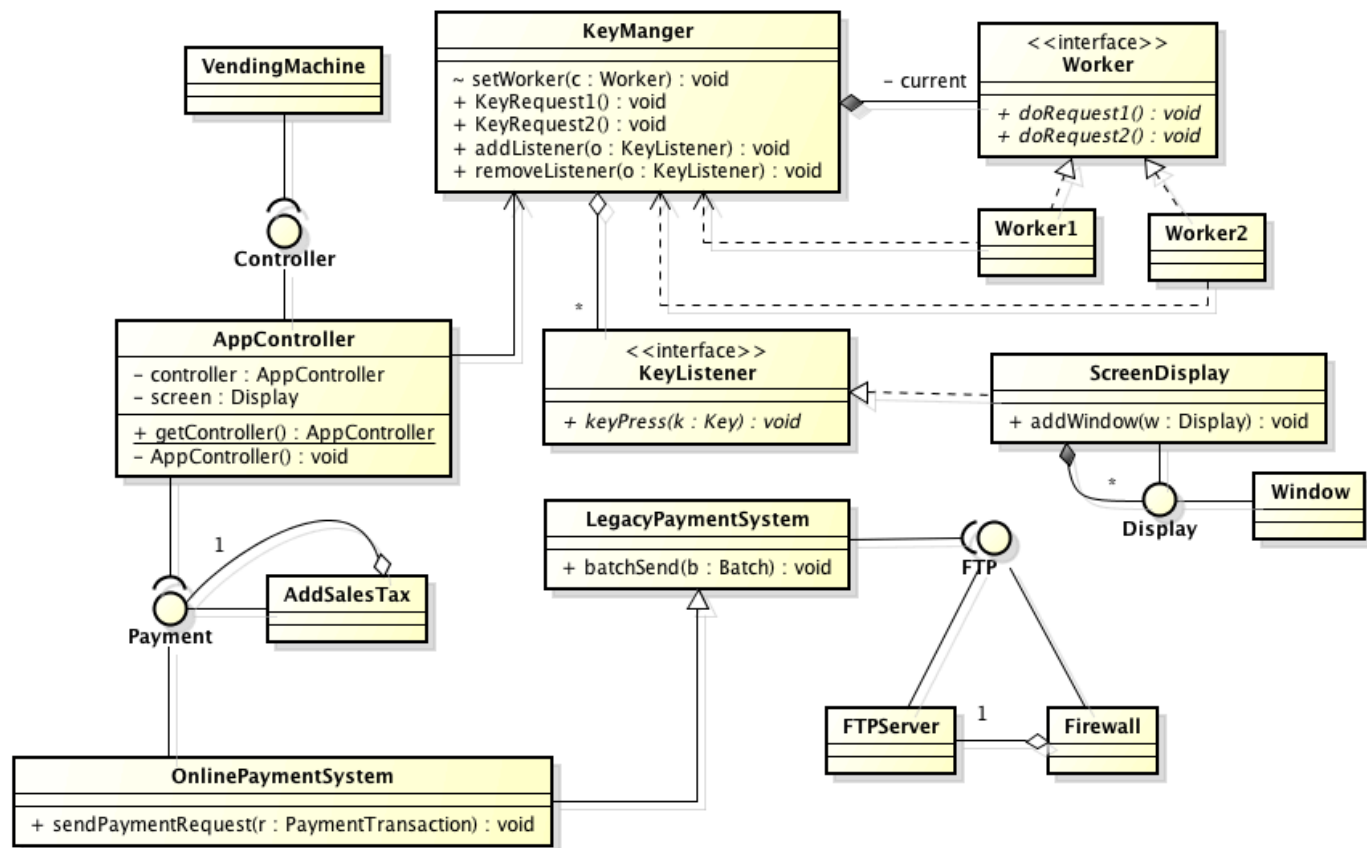 VendingMachine
Controller
KeyManger
~ setWorker(c : Worker) : void
+ KeyRequest1() : void
+ KeyRequest2() : void
+ addListener(o : KeyListener) : void
+ removeListener(o : KeyListener) : void
- current
<<interface>>
Worker
+ doRequest1() : void
+ doRequest2() : void
Worker1
Worker2
AppController
- controller : AppController
- screen : Display
+ getController() : AppController
- AppController() : void
*
<<interface>>
KeyListener
+ keyPress(k : Key) : void
ScreenDisplay
+ addWindow(w : Display) : void
*
Display
Window
1
Payment
AddSalesTax
LegacyPaymentSystem
+ batchSend(b : Batch) : void
FTP
FTPServer
1
Firewall
OnlinePaymentSystem
+ sendPaymentRequest(r : PaymentTransaction) : void